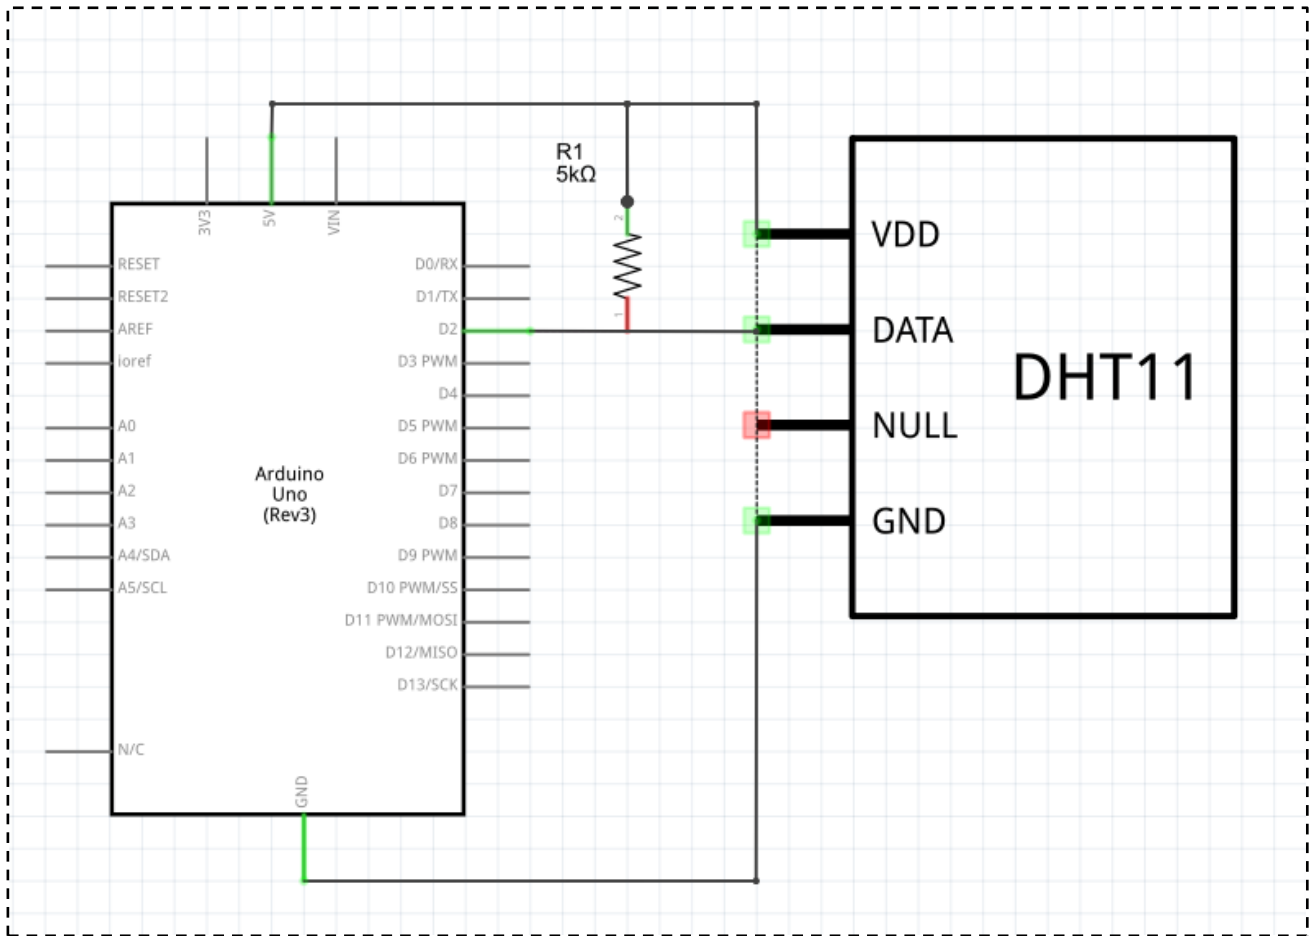 R1
5kΩ
2
1
3V3
5V
VIN
RESET
RESET2
AREF
ioref
A0
A1
A2
A3
A4/SDA
A5/SCL
N/C
Arduino
Uno
(Rev3)
D0/RX
D1/TX
D2
D3 PWM
D4
D5 PWM
D6 PWM
D7
D8
D9 PWM
D10 PWM/SS
D11 PWM/MOSI
D12/MISO
D13/SCK
GND
VDD
DATA
NULL
GND
DHT11